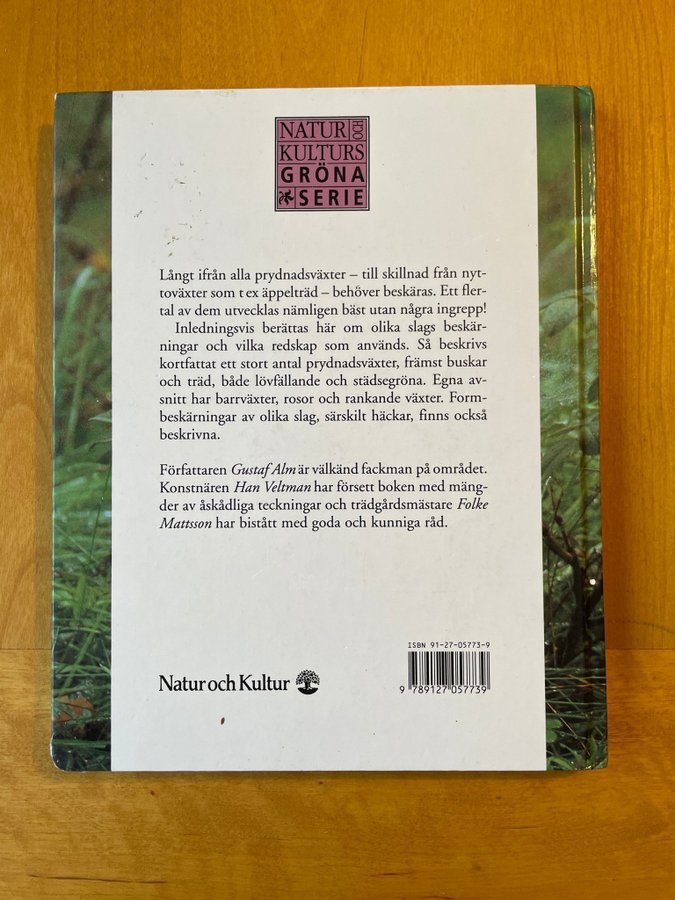 NATUR OCH
KULTURS
GRÖNA
SERIE
Långt ifrån alla prydnadsväxter – till skillnad från nyt-
toväxter som t ex äppelträd – behöver beskäras. Ett fler-
tal av dem utvecklas nämligen bäst utan några ingrepp!
Inledningsvis berättas här om olika slags beskär-
ningar och vilka redskap som används. Så beskrivs
kortfattat ett stort antal prydnadsväxter, främst buskar
och träd, både lövfällande och städsegröna. Egna av-
snitt har barrväxter, rosor och rankande växter. Form-
beskärningar av olika slag, särskilt häckar, finns också
beskrivna.
Författaren Gustaf Alm är välkänd fackman på området.
Konstnären Han Veltman har försett boken med mäng-
der av åskådliga teckningar och trädgårdsmästare Folke
Mattsson har bistått med goda och kunniga råd.
ISBN 91-27-05773-9
Natur och Kultur
9 789127 057739